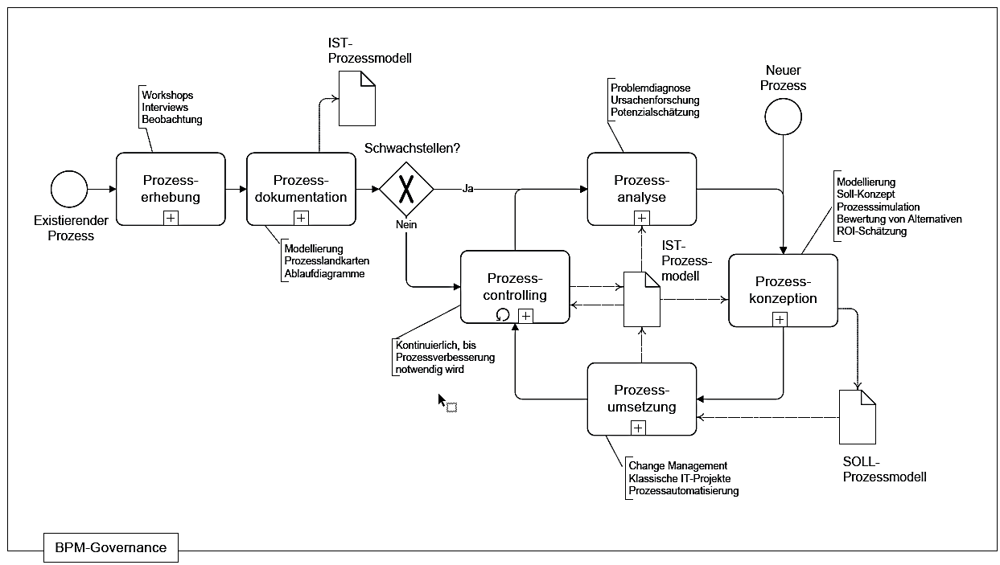 IST-
Prozessmodell
Workshops
Interviews
Beobachtung
Problemdiagnose
Ursachenforschung
Potenzialschätzung
Neuer
Prozess
Schwachstellen?
Prozess-
erhebung
Prozess-
dokumentation
Ja
Prozess-
analyse
Modellierung
Soll-Konzept
Prozesssimulation
Bewertung von Alternativen
ROI-Schätzung
Existierender
Prozess
Nein
Modellierung
Prozesslandkarten
Ablaufdiagramme
IST-
Prozess-
modell
Prozess-
controlling
Prozess-
konzeption
Kontinuierlich, bis
Prozessverbesserung
notwendig wird
Prozess-
umsetzung
SOLL-
Prozessmodell
Change Management
Klassische IT-Projekte
Prozessautomatisierung
BPM-Governance